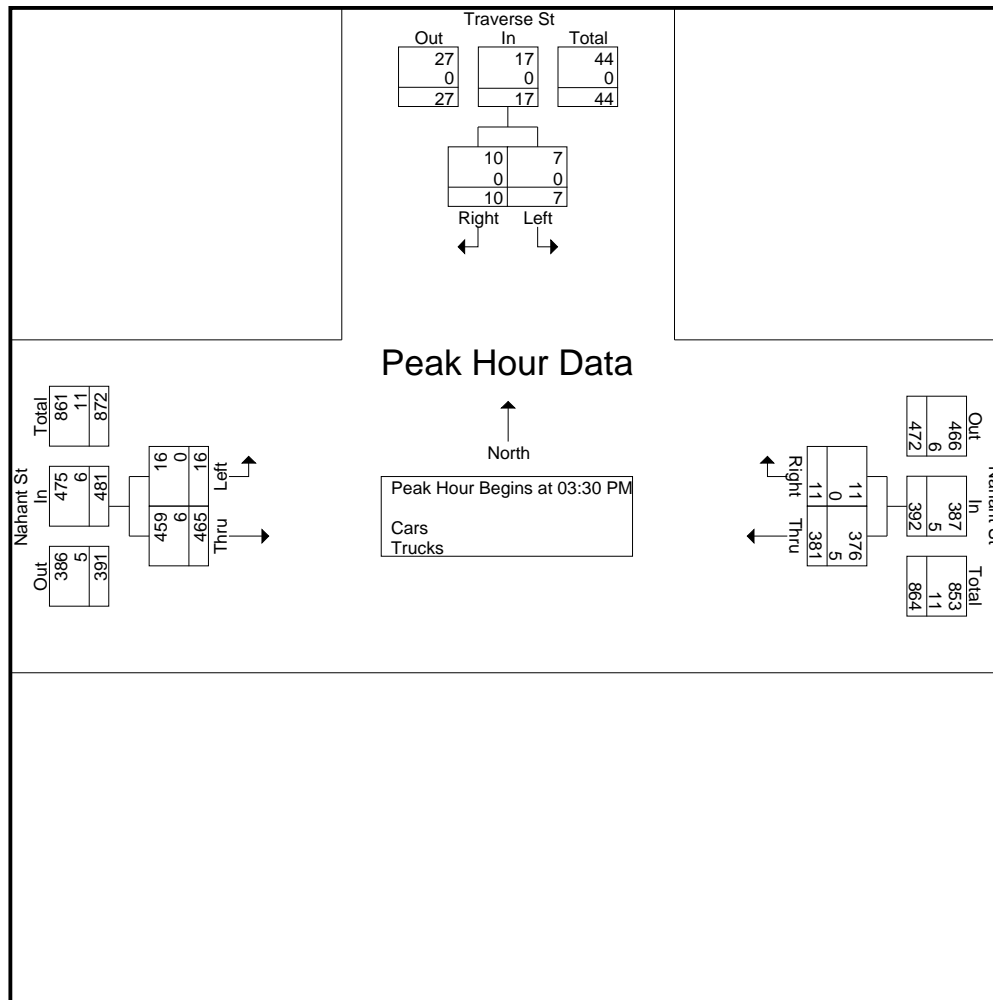 Traverse St
Out In Total
27 17 44
0 0 0
27 17 44
10 7
0 0
10 7
Right Left
Peak Hour Data
North
Peak Hour Begins at 03:30 PM
Cars
Trucks
Nahant St
Total
861
11
872
In
475
6
481
Out
386
5
391
16
0
16
Left
459
6
465
Thru
Nahant St
Out
466
6
472
In
387
5
392
Total
853
11
864
11
0
11
Right
376
5
381
Thru